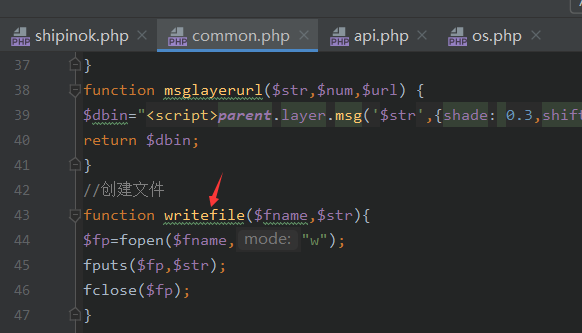 shipinok.php common.php api.php os.php
37 }
38 function msglayerurl($str,$num,$url) {
39 $dbin="<script>parent.layer.msg('$str',{shade: 0.3,shift
40 return $dbin;
41 }
42 //创建文件
43 function writefile($fname,$str){
44 $fp=fopen($fname, mode: "w");
45 fputs($fp,$str);
46 fclose($fp);
47 }